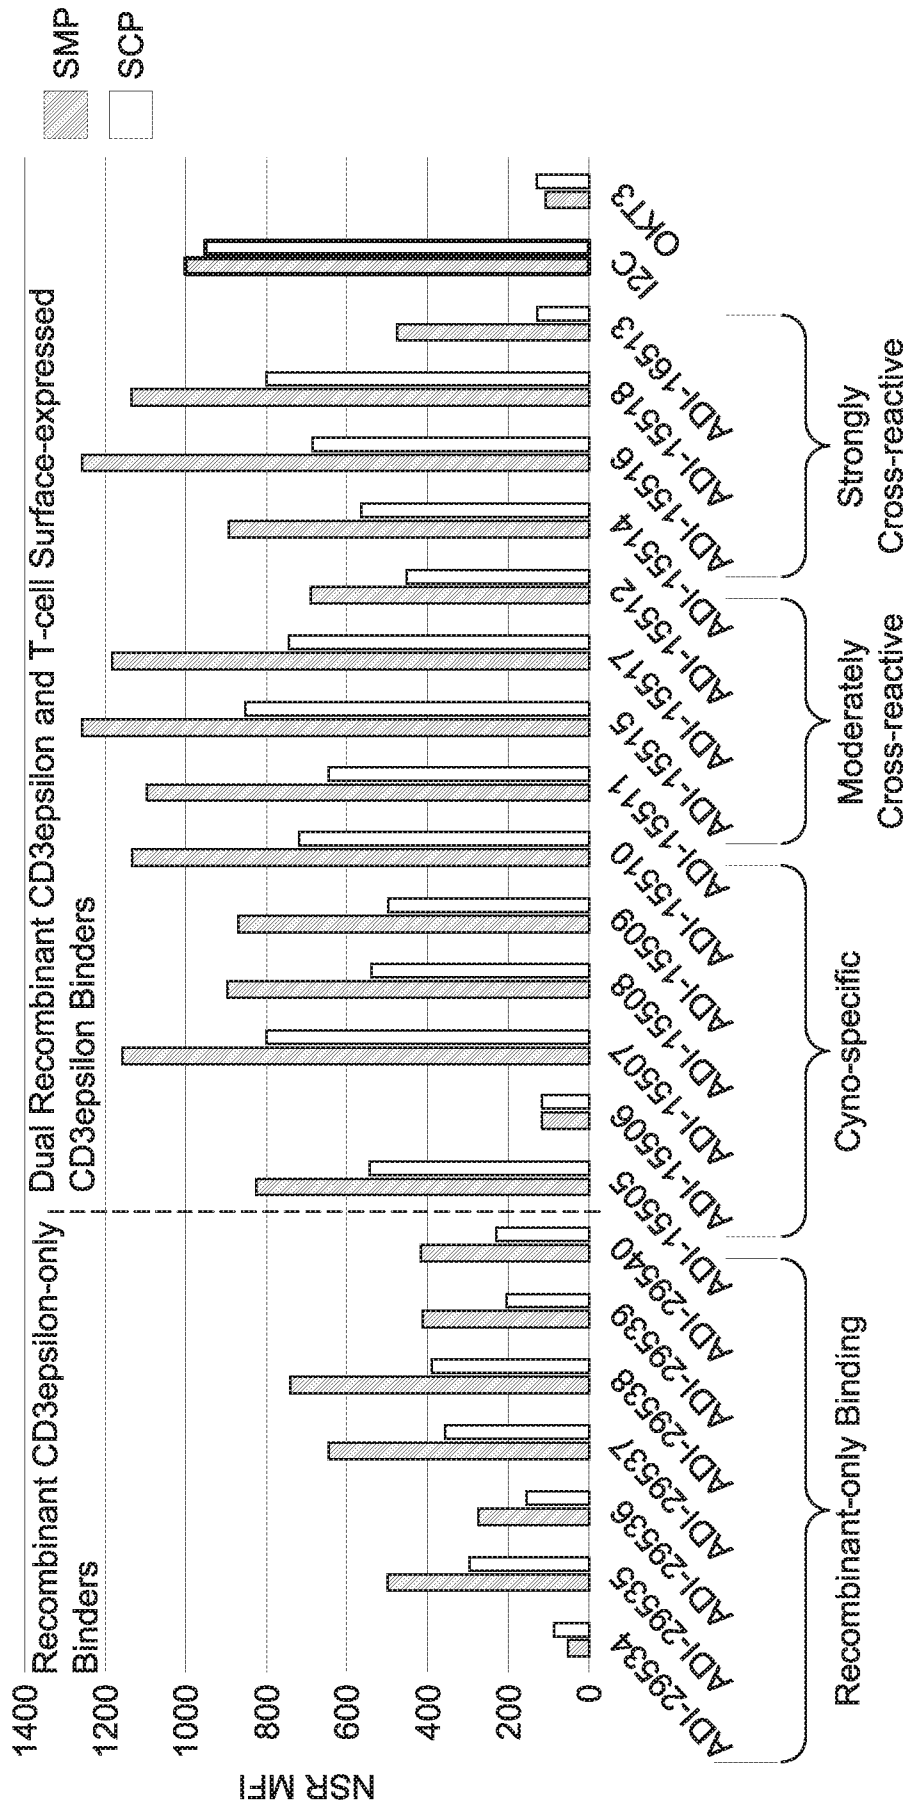 SMP
SCP
Recombinant CD3epsilon-only
Binders
Dual Recombinant CD3epsilon and T-cell Surface-expressed
CD3epsilon Binders
NSR MFI
1400
1200
1000
800
600
400
200
0
ADI-29534
ADI-29535
ADI-29536
ADI-29537
ADI-29538
ADI-29539
ADI-29540
ADI-15505
ADI-15506
ADI-15507
ADI-15508
ADI-15509
ADI-15510
ADI-15511
ADI-15515
ADI-15517
ADI-15512
ADI-15514
ADI-15516
ADI-15518
ADI-16513
I2C
OKT3
Recombinant-only Binding
Cyno-specific
Moderately
Cross-reactive
Strongly
Cross-reactive